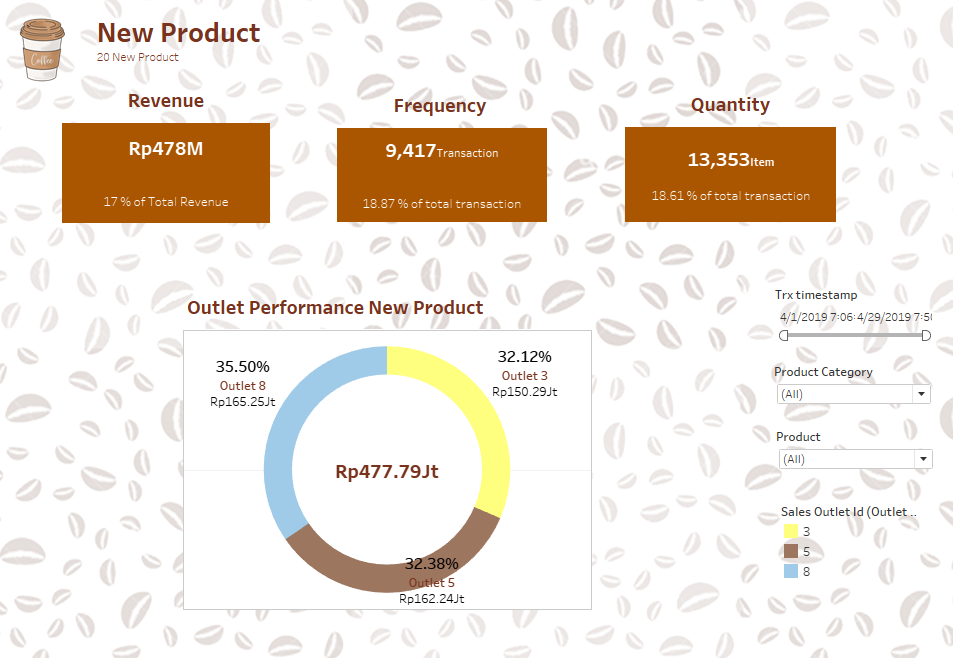 Coffee
New Product
20 New Product
Revenue
Frequency
Quantity
Rp478M
17 % of Total Revenue
9,417Transaction
18.87 % of total transaction
13,353Item
18.61 % of total transaction
Outlet Performance New Product
35.50%
Outlet 8
Rp165.25Jt
32.12%
Outlet 3
Rp150.29Jt
Rp477.79Jt
32.38%
Outlet 5
Rp162.24Jt
Trx timestamp
4/1/2019 7:06:4/29/2019 7:50
Product Category
(All)
Product
(All)
Sales Outlet Id (Outlet ..
3
5
8